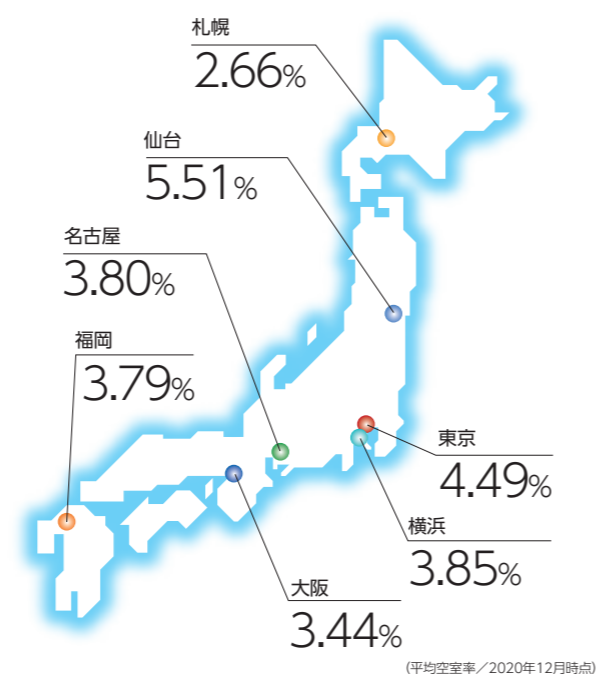 札幌
2.66%
仙台
5.51%
名古屋
3.80%
福岡
3.79%
東京
4.49%
横浜
3.85%
大阪
3.44%
(平均空室率／2020年12月時点)